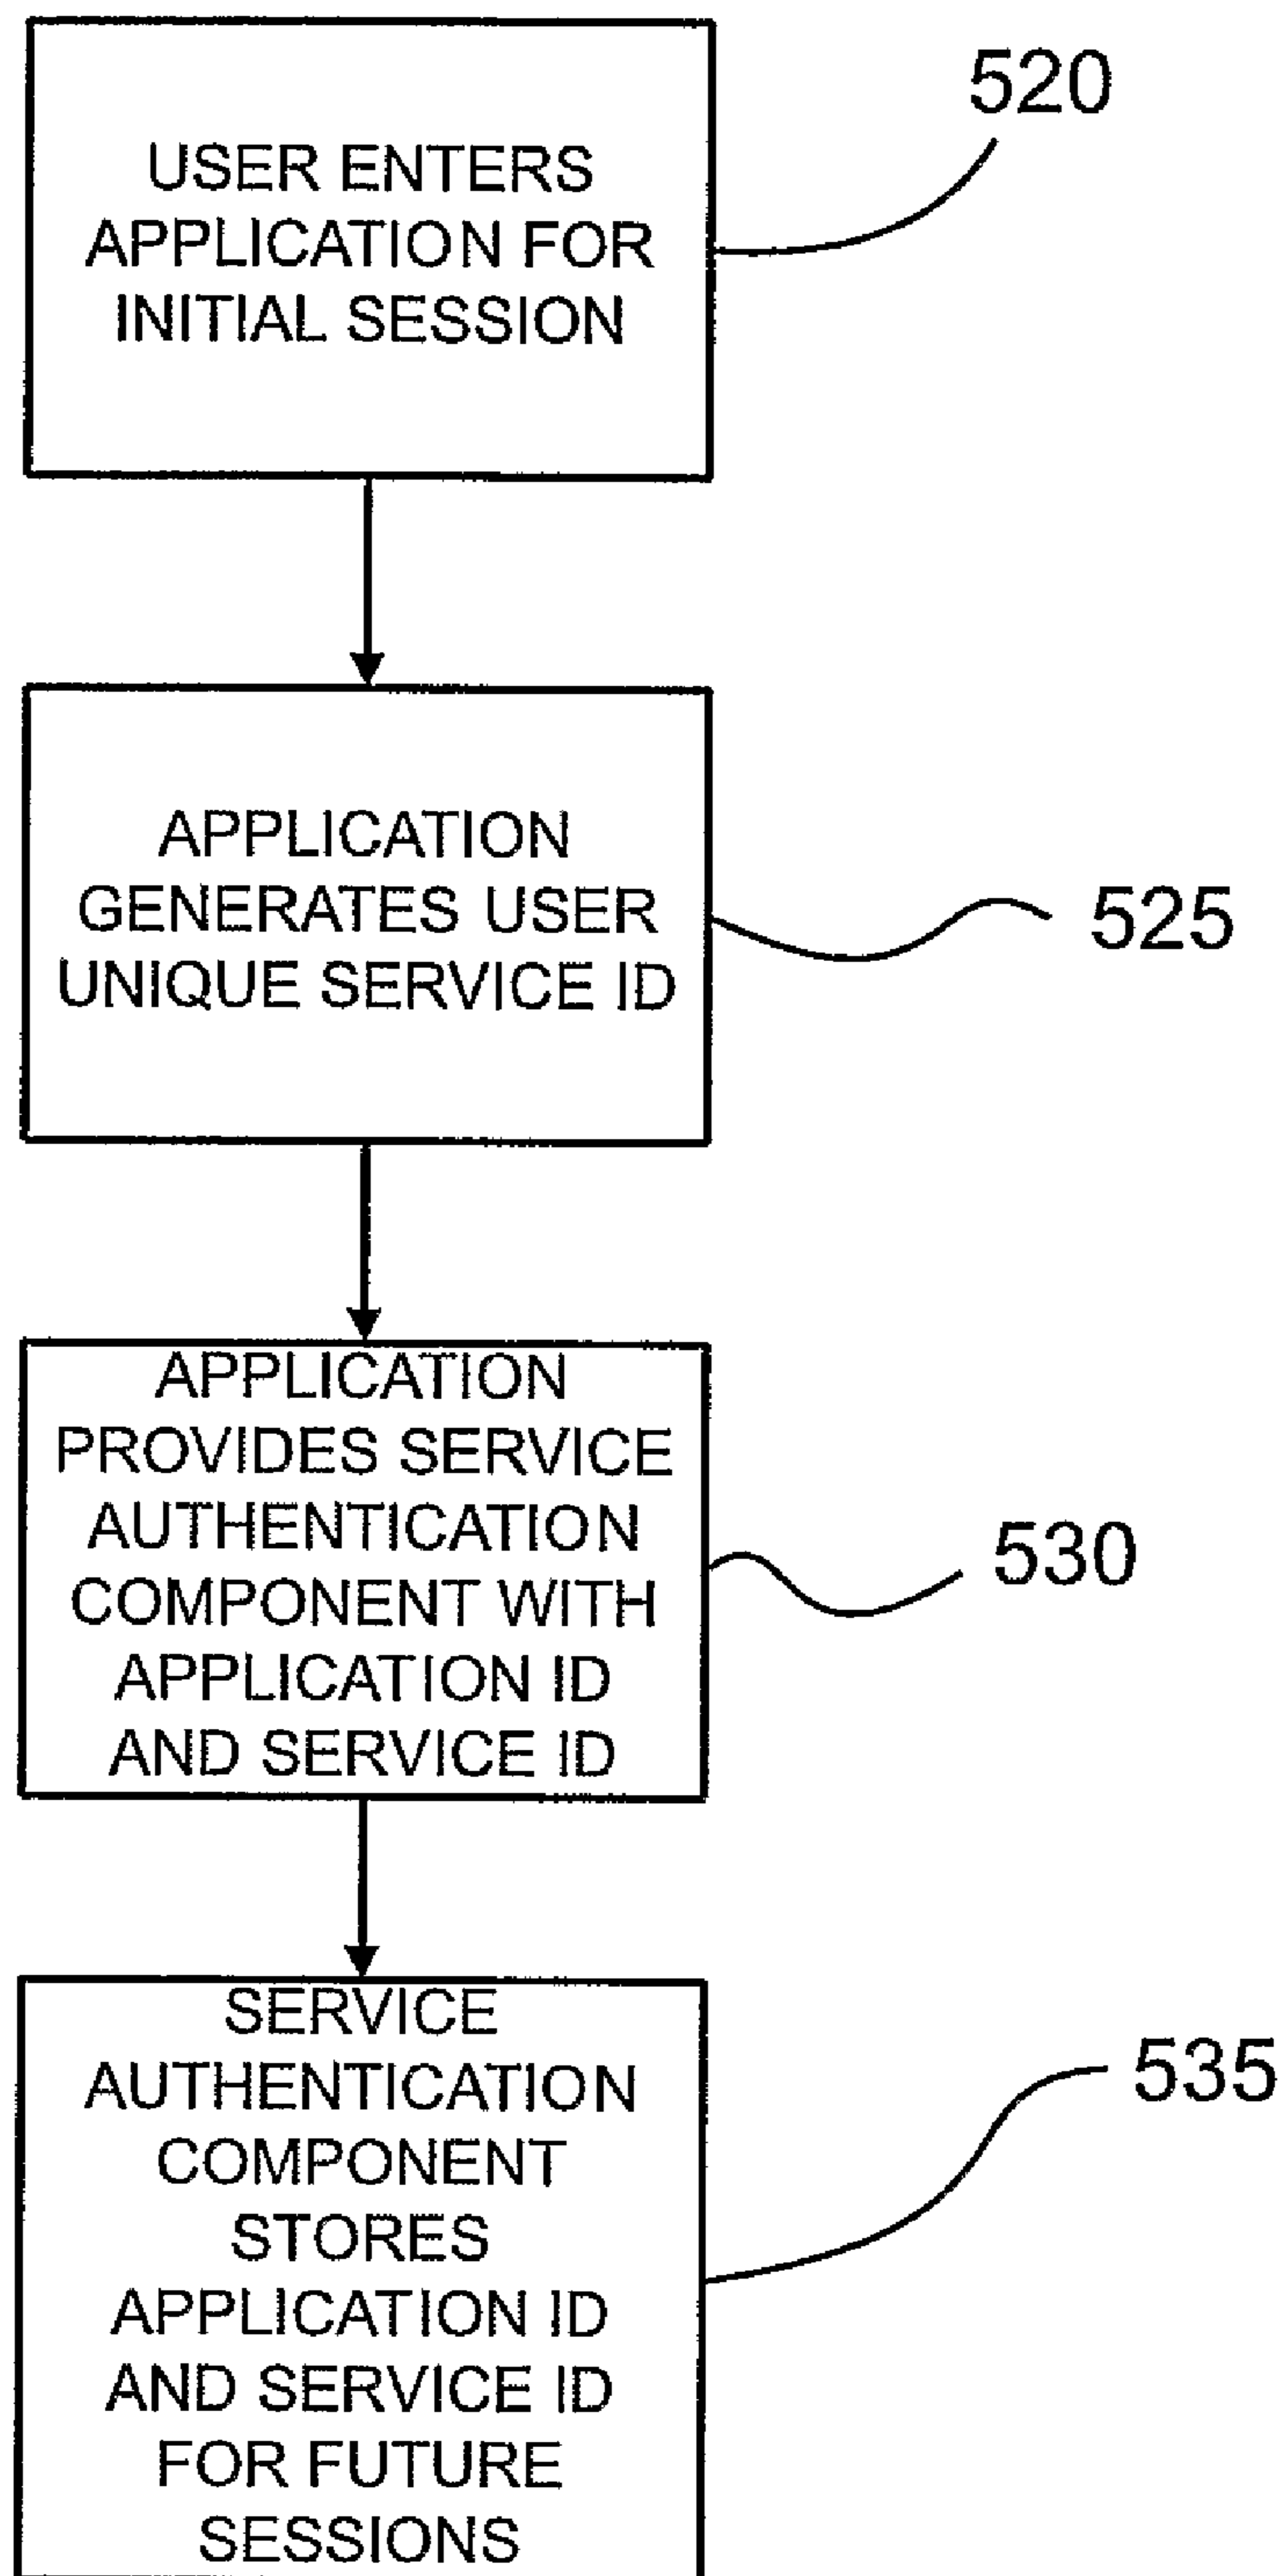 USER ENTERS
APPLICATION FOR
INITIAL SESSION
520
APPLICATION
GENERATES USER
UNIQUE SERVICE ID
525
APPLICATION
PROVIDES SERVICE
AUTHENTICATION
COMPONENT WITH
APPLICATION ID
AND SERVICE ID
530
SERVICE
AUTHENTICATION
COMPONENT
STORES
APPLICATION ID
AND SERVICE ID
FOR FUTURE
SESSIONS
535